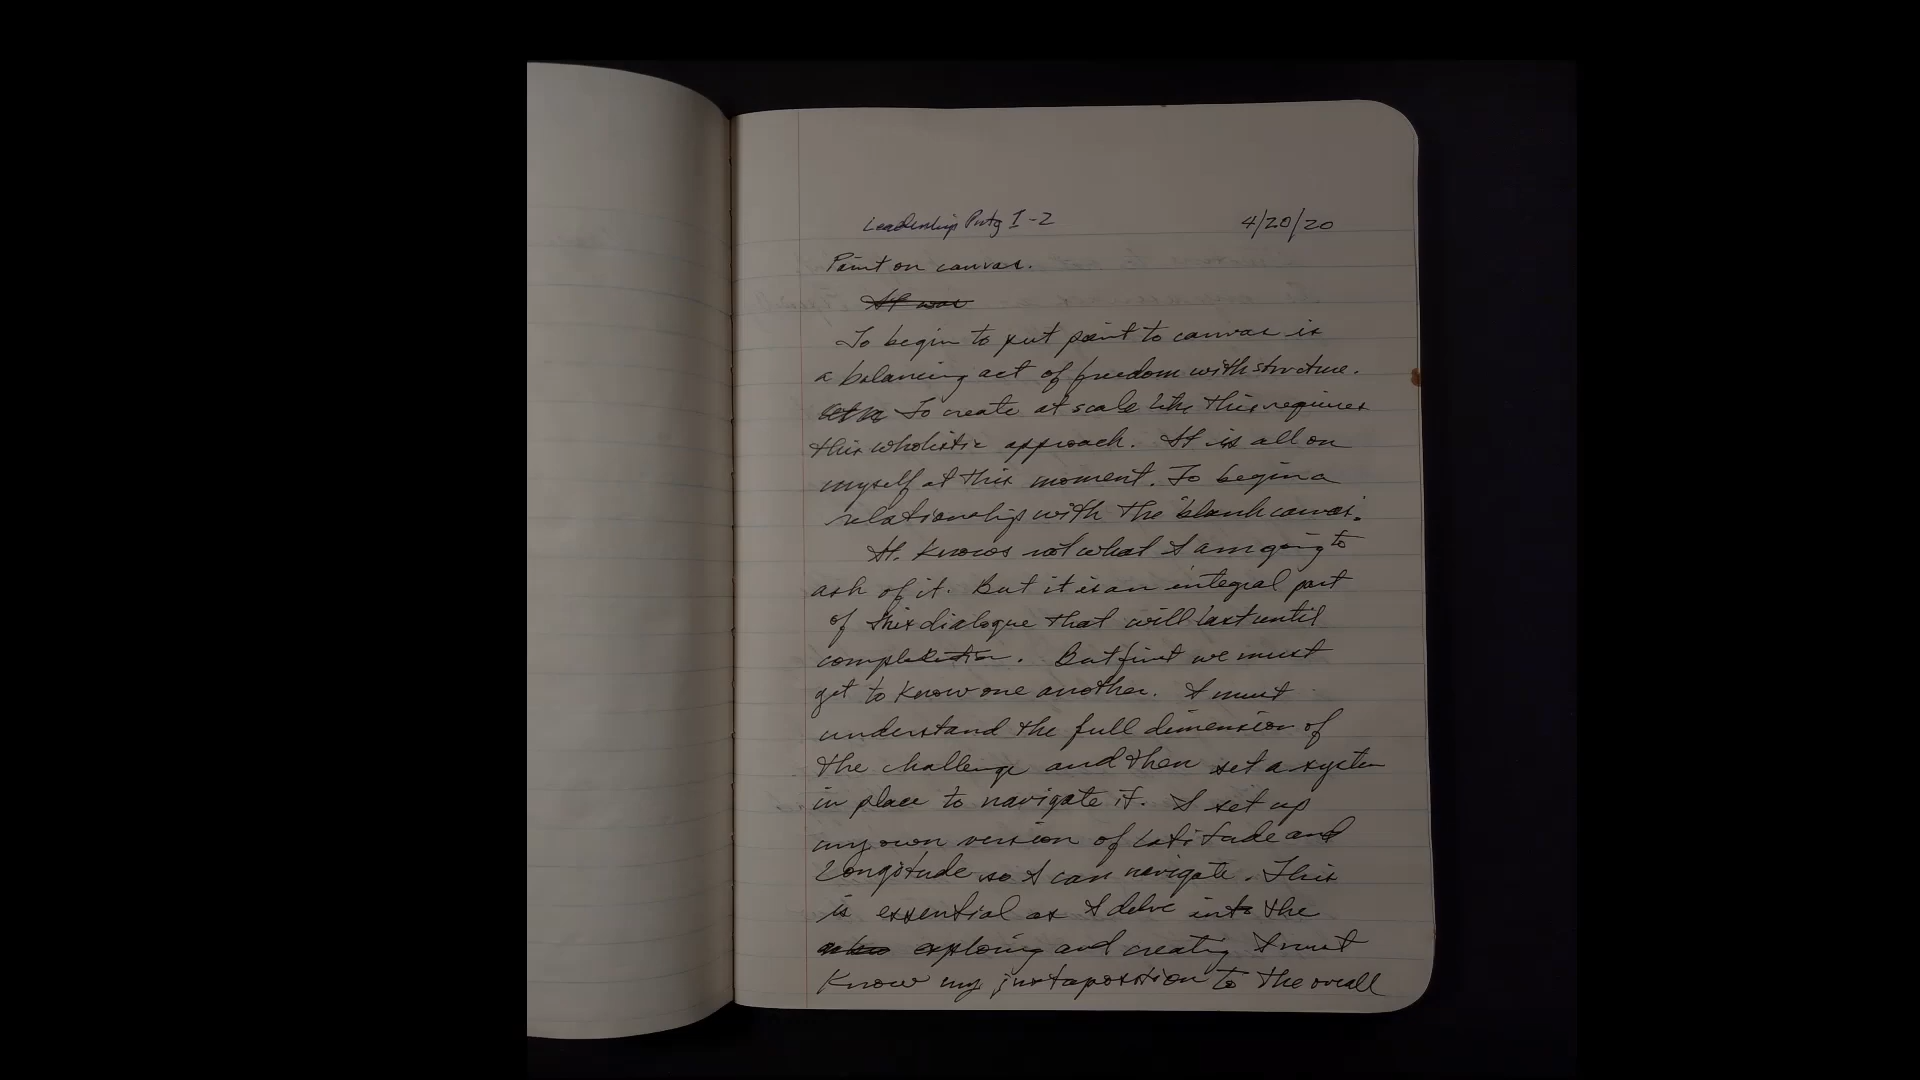 Leadership Pntg I-2 4/20/20
Paint on canvas.
It was
To begin to put paint to canvas is
a balancing act of freedom with structure.
To create at scale like this requires
this wholistic approach. It is all on
myself at this moment. To begin a
relationship with the blank canvas.
It. knows not what I am going to
ask of it. But it is an integral part
of this dialogue that will last until
completion. But first we must
get to know one another. I must
understand the full dimension of
the challenge and then set a system
in place to navigate it. I set up
my own version of latitude and
Longitude so I can navigate. This
is essential as I delve into the
exploring and creating I must
Know my juxtaposition to the overall